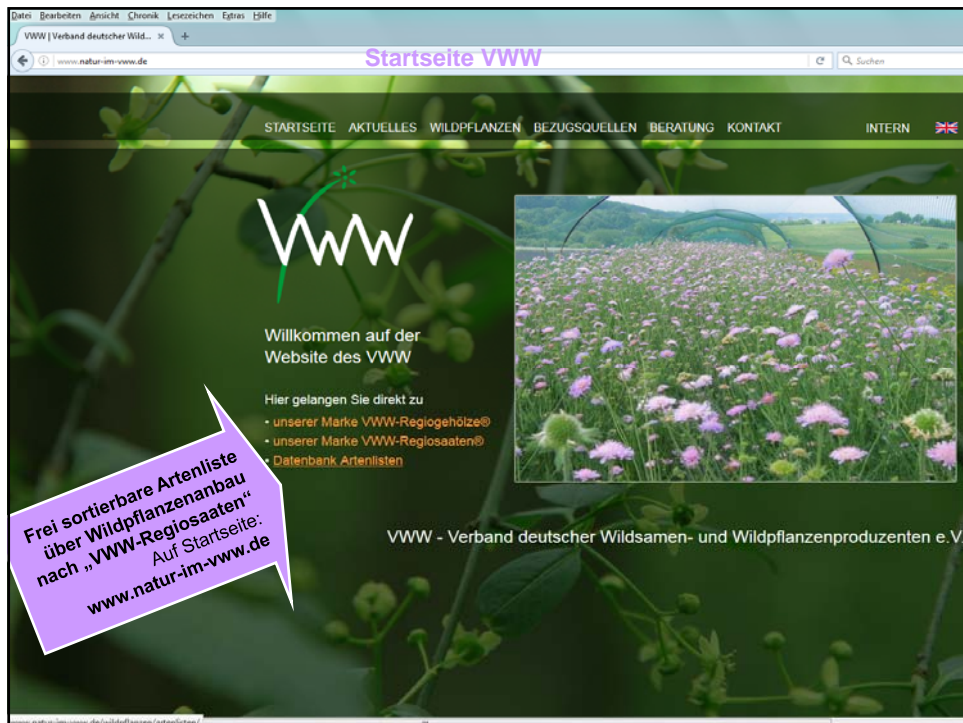 Datei Bearbeiten Ansicht Chronik Lesezeichen Extras Hilfe
VWW | Verband deutscher Wild... × +
www.natur-im-vww.de
Startseite VWW
Suchen
STARTSEITE AKTUELLES WILDPFLANZEN BEZUGSQUELLEN BERATUNG KONTAKT INTERN
VWW
Willkommen auf der
Website des VWW
Hier gelangen Sie direkt zu
• unserer Marke VWW-Regiogehölze®
• unserer Marke VWW-Regiosaaten®
• Datenbank Artenlisten
Frei sortierbare Artenliste
über Wildpflanzenanbau
nach „VWW-Regiosaaten“
Auf Startseite:
www.natur-im-vww.de
VWW - Verband deutscher Wildsamen- und Wildpflanzenproduzenten e.V.